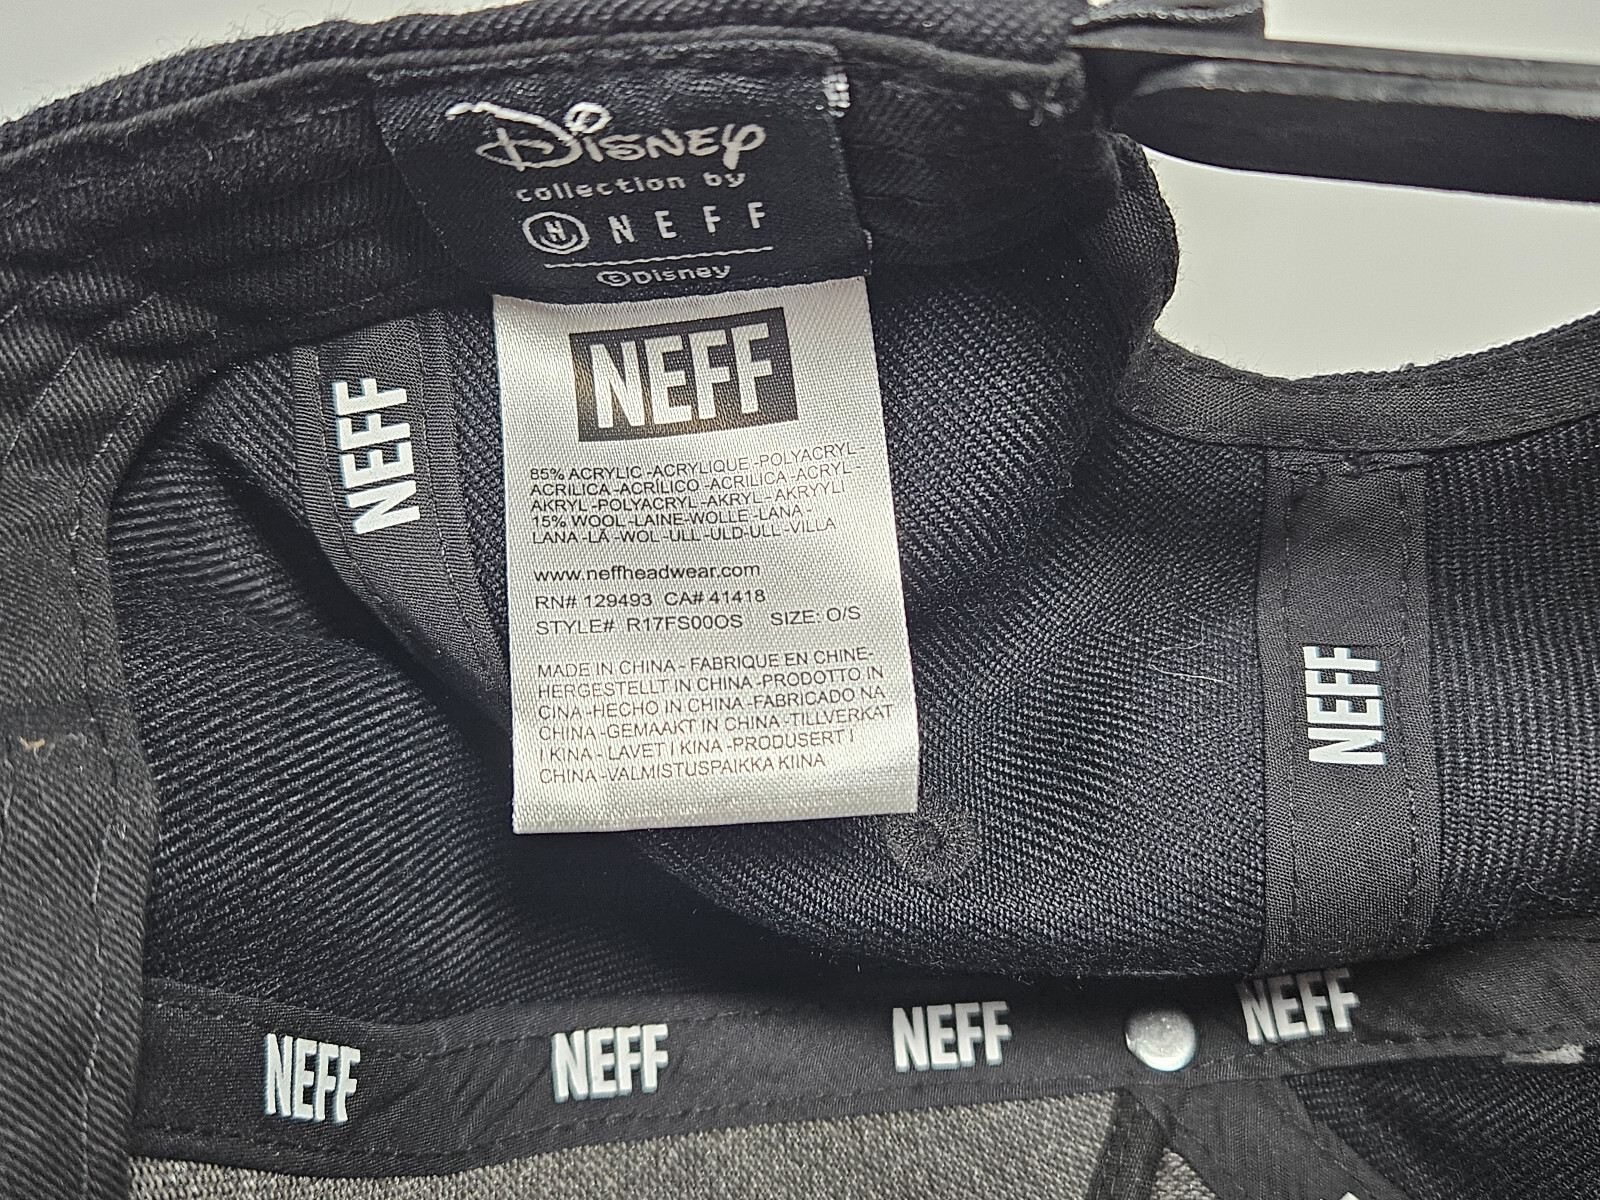 Disney
collection by
N NEFF
©Disney
NEFF
85% ACRYLIC -ACRYLIQUE -POLYACRYL-
ACRILICA -ACRÍLICO -ACRILICA -ACRYL-
AKRYL -POLYACRYL -AKRYL - AKRYYLI
15% WOOL -LAINE-WOLLE-LANA -
LANA -LÀ -WOL -ULL -ULD-ULL -VILLA
www.neffheadwear.com
RN# 129493 CA# 41418
STYLE# R17FS00OS SIZE: O/S
MADE IN CHINA - FABRIQUE EN CHINE-
HERGESTELLT IN CHINA -PRODOTTO IN
CINA -HECHO IN CHINA -FABRICADO NA
CHINA -GEMAAKT IN CHINA -TILLVERKAT
I KINA - LAVET I KINA -PRODUSERT I
CHINA -VALMISTUSPAIKKA KIINA
NEFF
NEFF
NEFF
NEFF
NEFF
NEFF